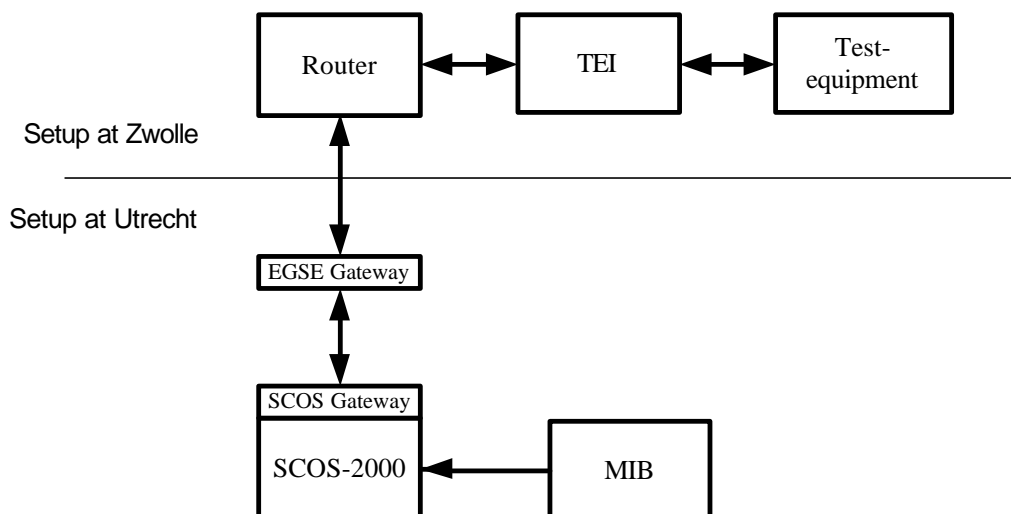 Router
TEI
Test-
equipment
Setup at Zwolle
Setup at Utrecht
EGSE Gateway
SCOS Gateway
SCOS-2000
MIB